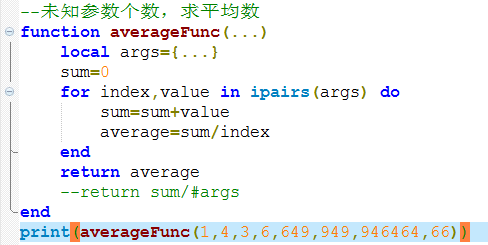 --未知参数个数，求平均数
function averageFunc(...)
    local args={...}
    sum=0
    for index,value in ipairs(args) do
        sum=sum+value
        average=sum/index
    end
    return average
    --return sum/#args
end
print(averageFunc(1,4,3,6,649,949,946464,66))